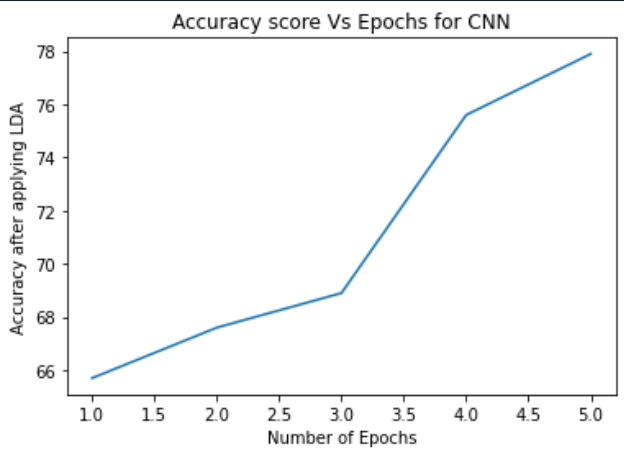 Accuracy score Vs Epochs for CNN
Accuracy after applying LDA
78
76
74
72
70
68
66
1.0 1.5 2.0 2.5 3.0 3.5 4.0 4.5 5.0
Number of Epochs